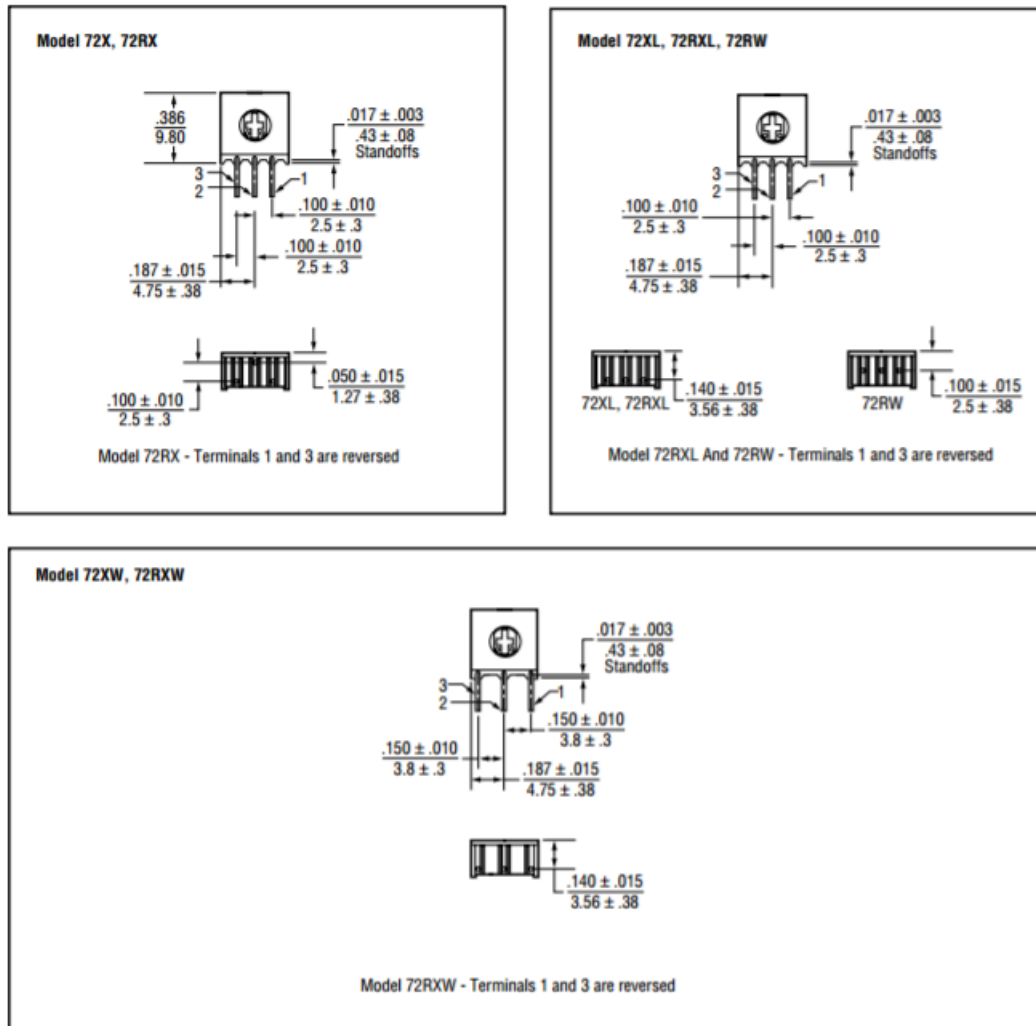 Model 72X, 72RX
.386
9.80
.017 ± .003
.43 ± .08
Standoffs
3
2
1
.100 ± .010
2.5 ± .3
.100 ± .010
2.5 ± .3
.187 ± .015
4.75 ± .38
.100 ± .010
2.5 ± .3
.050 ± .015
1.27 ± .38
Model 72RX - Terminals 1 and 3 are reversed
Model 72XL, 72RXL, 72RW
.017 ± .003
.43 ± .08
Standoffs
3
2
1
.100 ± .010
2.5 ± .3
.100 ± .010
2.5 ± .3
.187 ± .015
4.75 ± .38
72XL, 72RXL
.140 ± .015
3.56 ± .38
72RW
.100 ± .015
2.5 ± .38
Model 72RXL And 72RW - Terminals 1 and 3 are reversed
Model 72XW, 72RXW
.017 ± .003
.43 ± .08
Standoffs
3
2
1
.150 ± .010
3.8 ± .3
.150 ± .010
3.8 ± .3
.187 ± .015
4.75 ± .38
.140 ± .015
3.56 ± .38
Model 72RXW - Terminals 1 and 3 are reversed